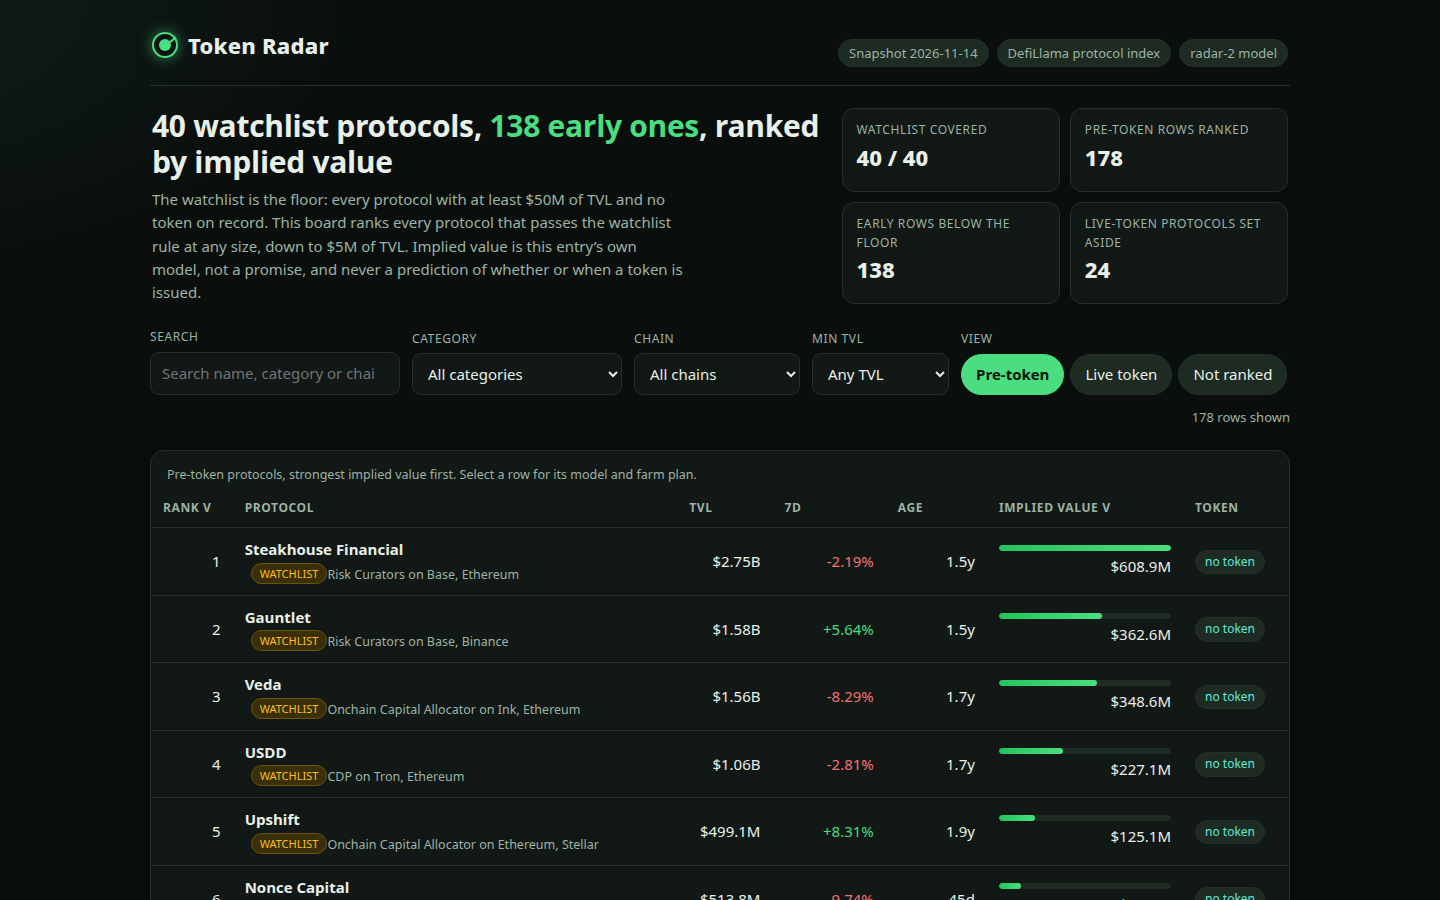 Token Radar
Snapshot 2026-11-14
DefiLlama protocol index
radar-2 model
40 watchlist protocols, 138 early ones, ranked
by implied value
The watchlist is the floor: every protocol with at least $50M of TVL and no
token on record. This board ranks every protocol that passes the watchlist
rule at any size, down to $5M of TVL. Implied value is this entry's own
model, not a promise, and never a prediction of whether or when a token is
issued.
WATCHLIST COVERED
40 / 40
PRE-TOKEN ROWS RANKED
178
EARLY ROWS BELOW THE
FLOOR
138
LIVE-TOKEN PROTOCOLS SET
ASIDE
24
SEARCH
Search name, category or chai
CATEGORY
All categories
CHAIN
All chains
MIN TVL
Any TVL
VIEW
Pre-token
Live token
Not ranked
178 rows shown
Pre-token protocols, strongest implied value first. Select a row for its model and farm plan.
RANK V PROTOCOL TVL 7D AGE IMPLIED VALUE V TOKEN
1 Steakhouse Financial $2.75B -2.19% 1.5y $608.9M no token
WATCHLIST Risk Curators on Base, Ethereum
2 Gauntlet $1.58B +5.64% 1.5y $362.6M no token
WATCHLIST Risk Curators on Base, Binance
3 Veda $1.56B -8.29% 1.7y $348.6M no token
WATCHLIST Onchain Capital Allocator on Ink, Ethereum
4 USDD $1.06B -2.81% 1.7y $227.1M no token
WATCHLIST CDP on Tron, Ethereum
5 Upshift $499.1M +8.31% 1.9y $125.1M no token
WATCHLIST Onchain Capital Allocator on Ethereum, Stellar
Nonce Capital